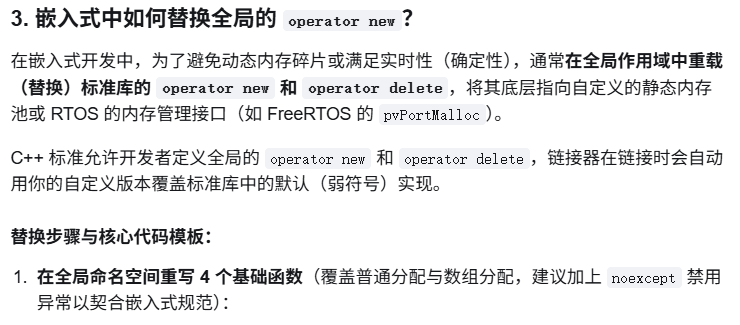 3. 嵌入式中如何替换全局的 operator new？
在嵌入式开发中，为了避免动态内存碎片或满足实时性（确定性），通常在全局作用域中重载
（替换）标准库的 operator new 和 operator delete，将其底层指向自定义的静态内存
池或 RTOS 的内存管理接口（如 FreeRTOS 的 pvPortMalloc）。
C++ 标准允许开发者定义全局的 operator new 和 operator delete，链接器在链接时会自动
用你的自定义版本覆盖标准库中的默认（弱符号）实现。
替换步骤与核心代码模板：
1. 在全局命名空间重写 4 个基础函数（覆盖普通分配与数组分配，建议加上 noexcept 禁用
异常以契合嵌入式规范）：